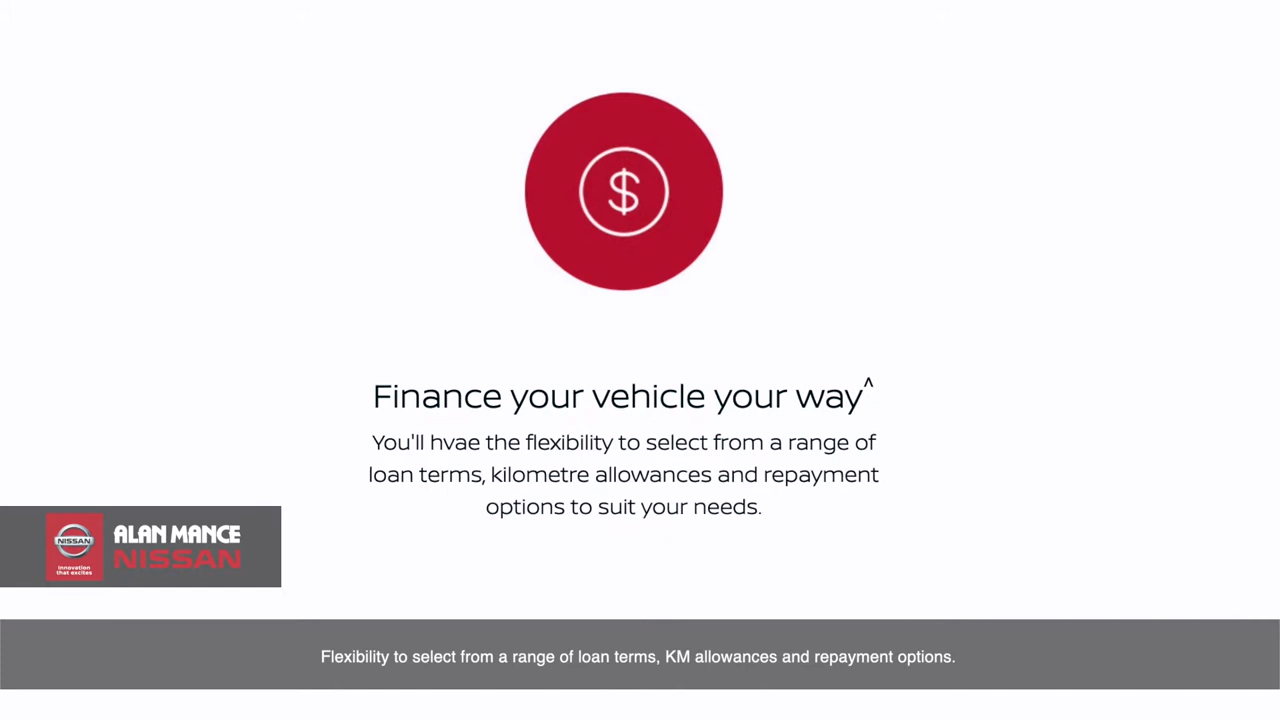 $
Finance your vehicle your way^
You'll hvae the flexibility to select from a range of
loan terms, kilometre allowances and repayment
options to suit your needs.
NISSAN
Innovation
that excites
ALAN MANCE
NISSAN
Flexibility to select from a range of loan terms, KM allowances and repayment options.